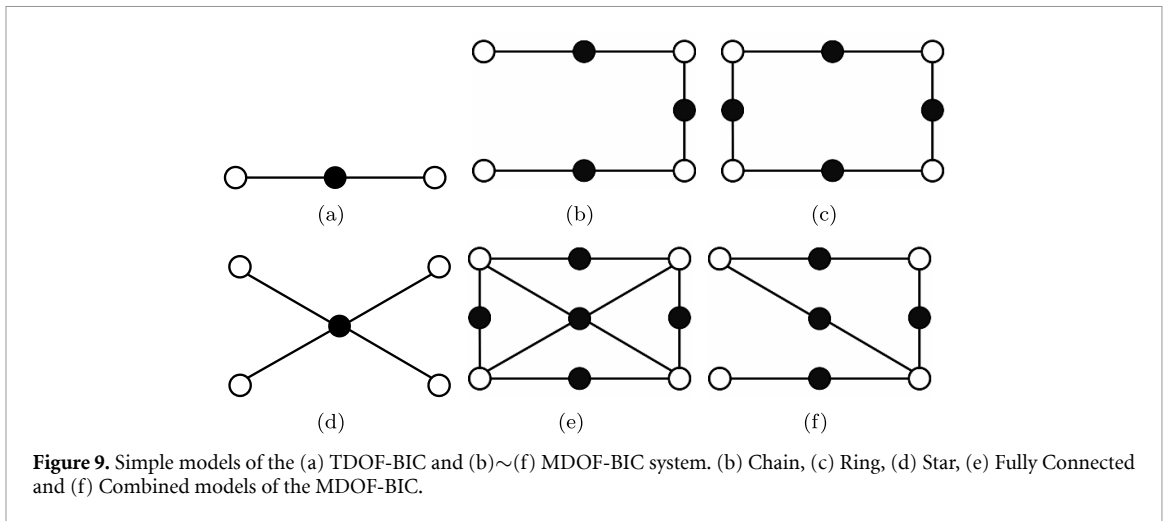 (a)
(b)
(c)
(d)
(e)
(f)
Figure 9. Simple models of the (a) TDOF-BIC and (b)∼(f) MDOF-BIC system. (b) Chain, (c) Ring, (d) Star, (e) Fully Connected
and (f) Combined models of the MDOF-BIC.